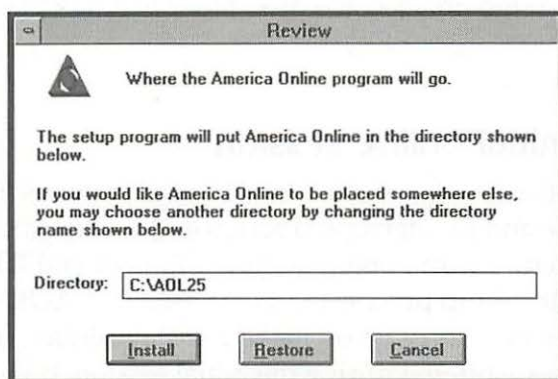 Review
Where the America Online program will go.
The setup program will put America Online in the directory shown
below.
If you would like America Online to be placed somewhere else,
you may choose another directory by changing the directory
name shown below.
Directory: C:\AOL25
Install Restore Cancel